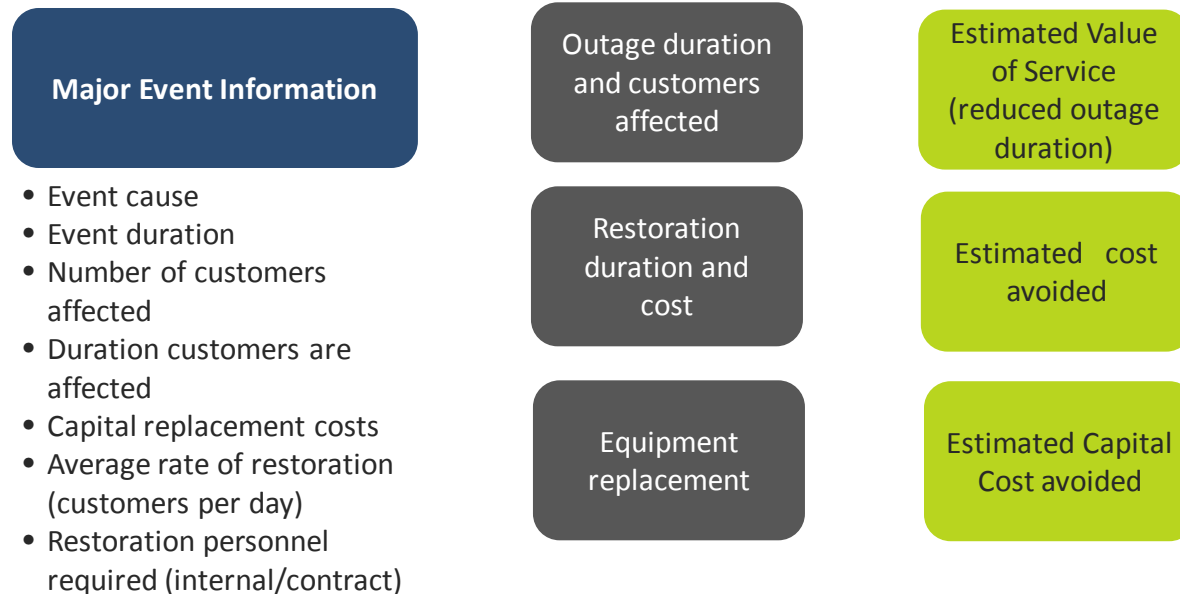 Major Event Information
• Event cause
• Event duration
• Number of customers
affected
• Duration customers are
affected
• Capital replacement costs
• Average rate of restoration
(customers per day)
• Restoration personnel
required (internal/contract)
Outage duration
and customers
affected
Restoration
duration and
cost
Equipment
replacement
Estimated Value
of Service
(reduced outage
duration)
Estimated cost
avoided
Estimated Capital
Cost avoided